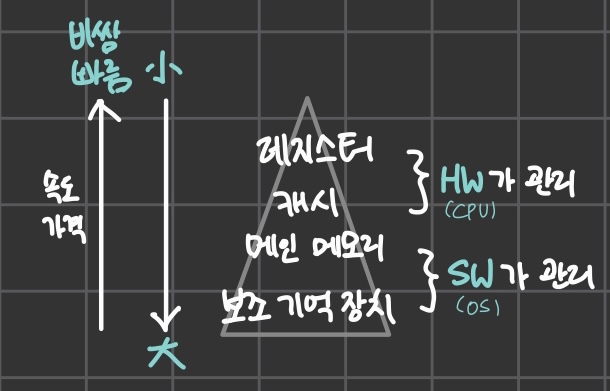 비쌈
빠름 小
속도
가격
大
레지스터
캐시
메인 메모리
보조 기억 장치
HW가 관리
(CPU)
SW가 관리
(OS)